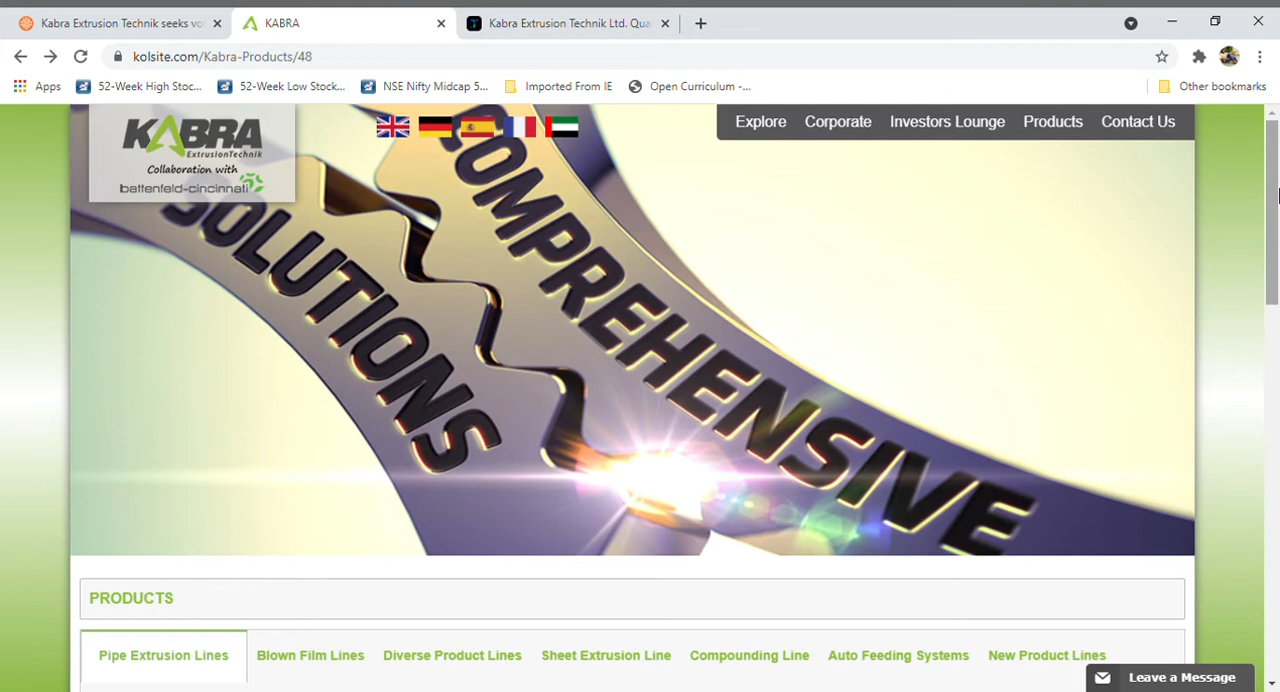 Kabra Extrusion Technik seeks vo
KABRA
Kabra Extrusion Technik Ltd. Qua
kolsite.com/Kabra-Products/48
Apps
52-Week High Stoc...
52-Week Low Stock...
NSE Nifty Midcap 5...
Imported From IE
Open Curriculum -...
Other bookmarks
KABRA
ExtrusionTechnik
Collaboration with
battenfeld-cincinnati
Explore
Corporate
Investors Lounge
Products
Contact Us
COMPREHENSIVE
SOLUTIONS
PRODUCTS
Pipe Extrusion Lines
Blown Film Lines
Diverse Product Lines
Sheet Extrusion Line
Compounding Line
Auto Feeding Systems
New Product Lines
Leave a Message